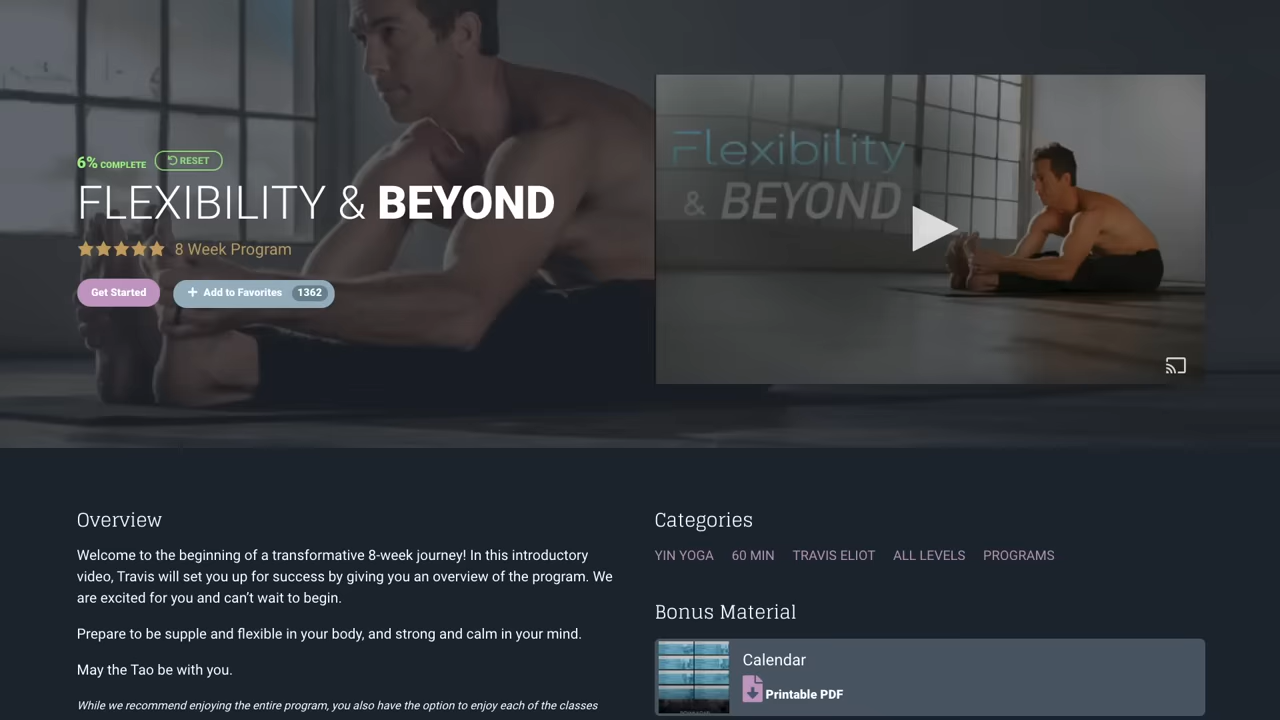 6% COMPLETE RESET
FLEXIBILITY & BEYOND
8 Week Program
Get Started
Add to Favorites 1362
Flexibility
& BEYOND
Overview
Welcome to the beginning of a transformative 8-week journey! In this introductory
video, Travis will set you up for success by giving you an overview of the program. We
are excited for you and can’t wait to begin.
Prepare to be supple and flexible in your body, and strong and calm in your mind.
May the Tao be with you.
While we recommend enjoying the entire program, you also have the option to enjoy each of the classes
Categories
YIN YOGA 60 MIN TRAVIS ELIOT ALL LEVELS PROGRAMS
Bonus Material
Calendar
Printable PDF